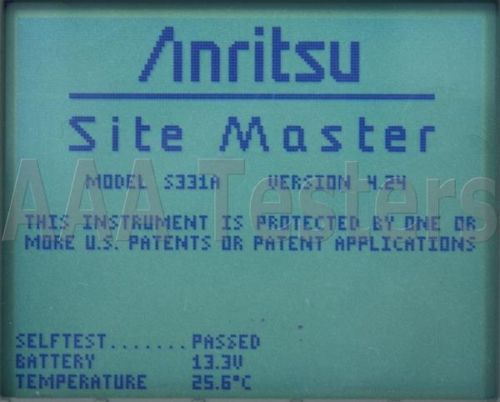 Anritsu
Site Master
MODEL S331A VERSION 4.24
AAA Testers
THIS INSTRUMENT IS PROTECTED BY ONE OR
MORE U.S. PATENTS OR PATENT APPLICATIONS
SELFTEST.......PASSED
BATTERY 13.3V
TEMPERATURE 25.6°C